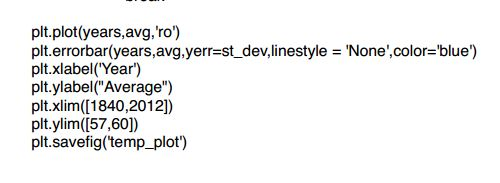 plt.plot(years,avg,'ro')
plt.errorbar(years,avg,yerr=st_dev,linestyle = 'None',color='blue')
plt.xlabel('Year')
plt.ylabel("Average")
plt.xlim([1840,2012])
plt.ylim([57,60])
plt.savefig('temp_plot')